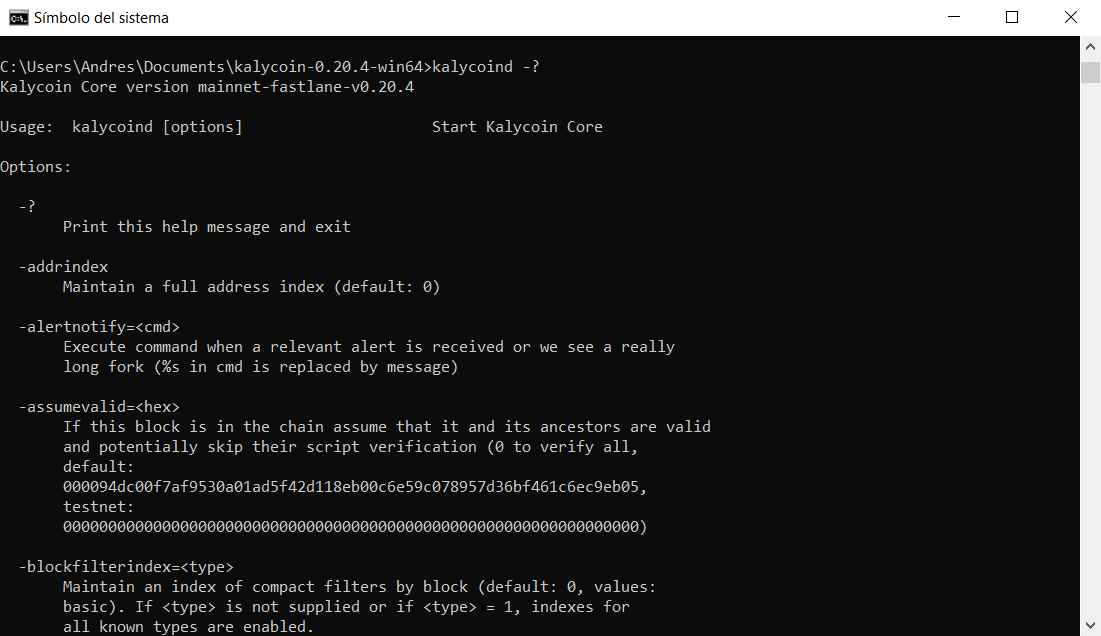 Símbolo del sistema
C:\Users\Andres\Documents\kalycoin-0.20.4-win64>kalycoind -?
Kalycoin Core version mainnet-fastlane-v0.20.4
Usage:  kalycoind [options]                     Start Kalycoin Core
Options:
  -?
       Print this help message and exit
  -addrindex
       Maintain a full address index (default: 0)
  -alertnotify=<cmd>
       Execute command when a relevant alert is received or we see a really
       long fork (%s in cmd is replaced by message)
  -assumevalid=<hex>
       If this block is in the chain assume that it and its ancestors are valid
       and potentially skip their script verification (0 to verify all,
       default:
       000094dc00f7af9530a01ad5f42d118eb00c6e59c078957d36bf461c6ec9eb05,
       testnet:
       0000000000000000000000000000000000000000000000000000000000000000)
  -blockfilterindex=<type>
       Maintain an index of compact filters by block (default: 0, values:
       basic). If <type> is not supplied or if <type> = 1, indexes for
       all known types are enabled.